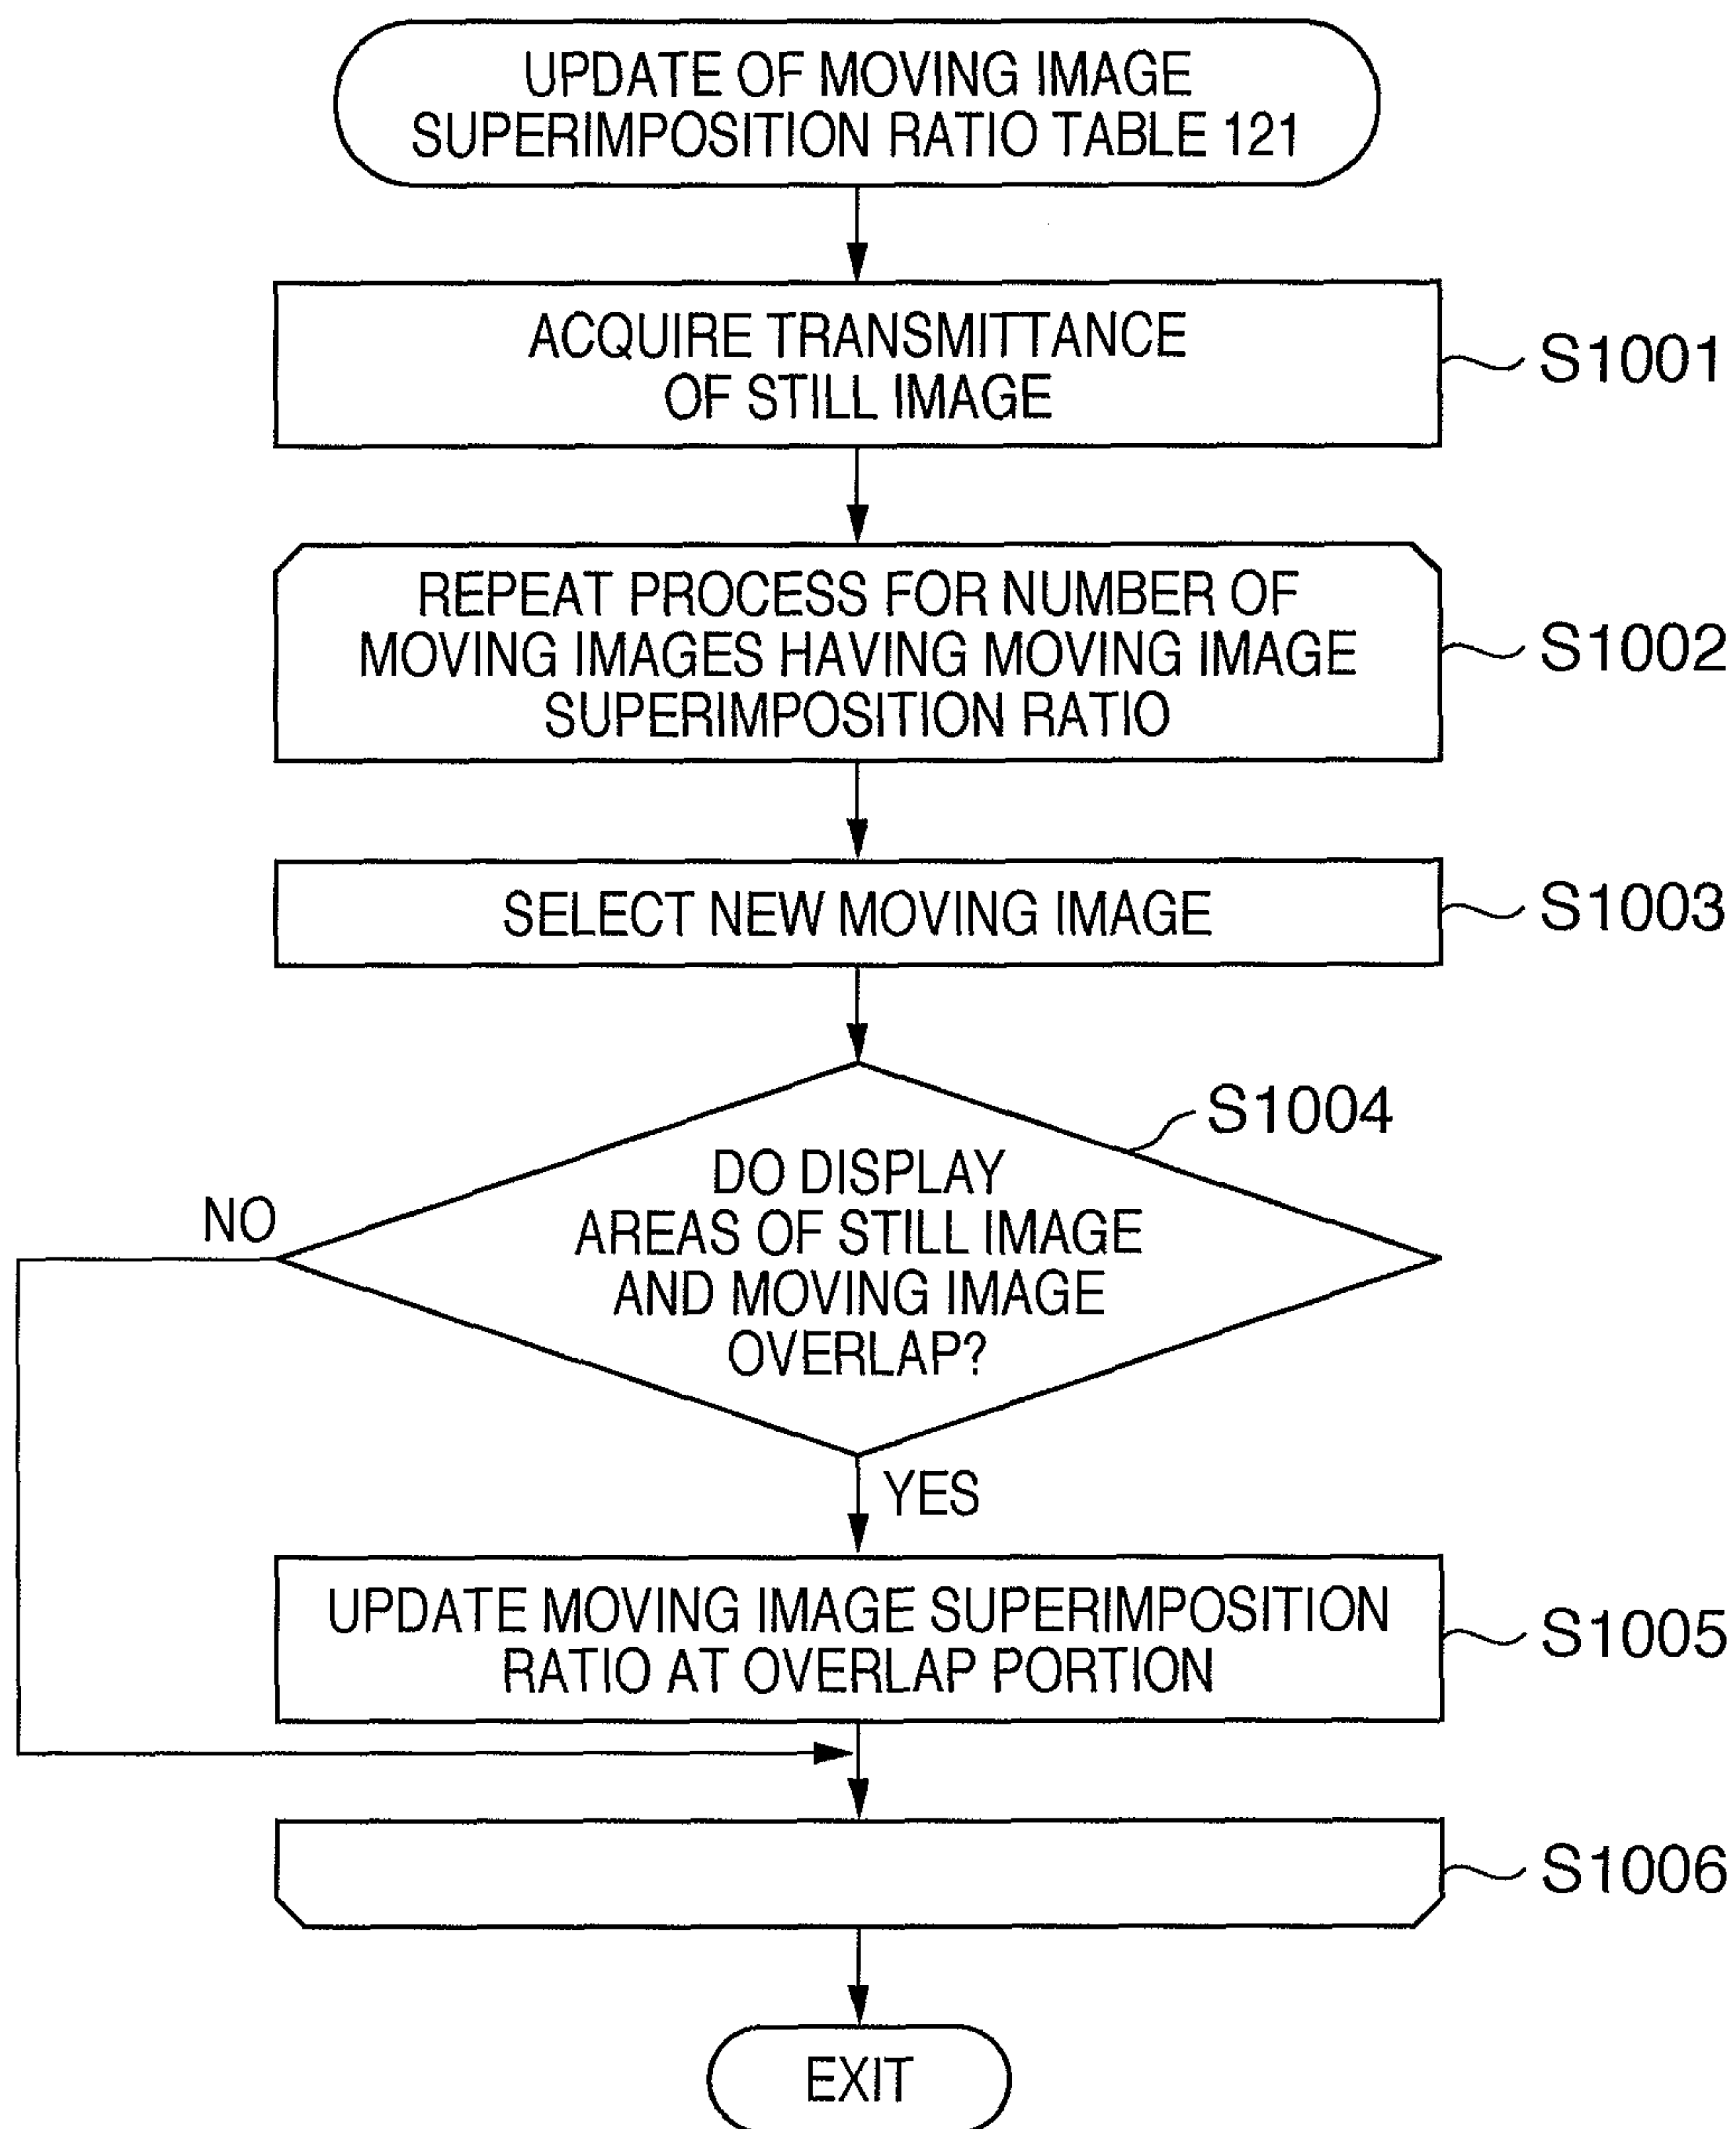 UPDATE OF MOVING IMAGE
SUPERIMPOSITION RATIO TABLE 121
ACQUIRE TRANSMITTANCE
OF STILL IMAGE
S1001
REPEAT PROCESS FOR NUMBER OF
MOVING IMAGES HAVING MOVING IMAGE
SUPERIMPOSITION RATIO
S1002
SELECT NEW MOVING IMAGE
S1003
S1004
DO DISPLAY
AREAS OF STILL IMAGE
AND MOVING IMAGE
OVERLAP?
NO
YES
UPDATE MOVING IMAGE SUPERIMPOSITION
RATIO AT OVERLAP PORTION
S1005
S1006
EXIT